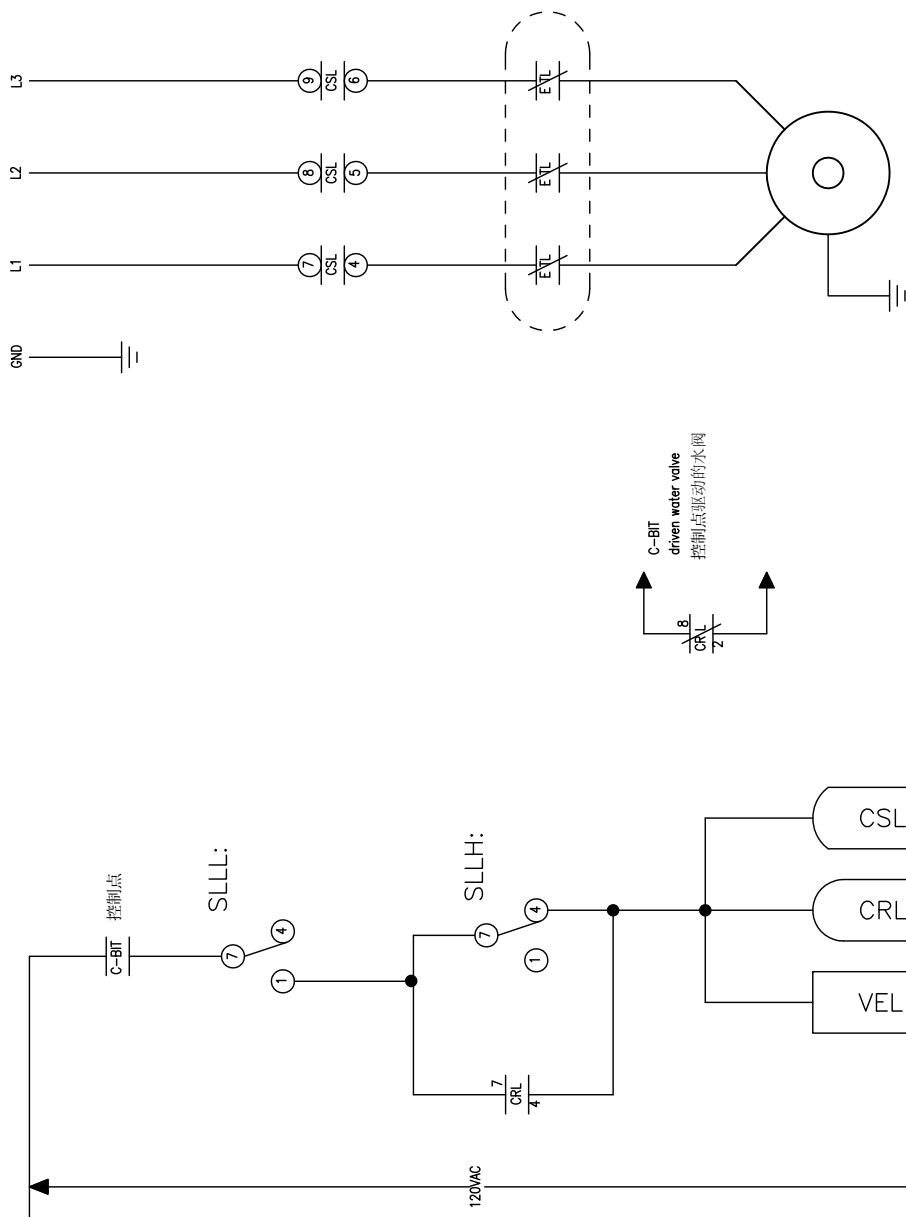 L3
L2
L1
GND
9
CSL
6
8
CSL
5
7
CSL
4
ETL
ETL
ETL
C-BIT
driven water valve
控制点驱动的水阀
8
CRL
2
C-BIT
控制点
SLLL:
7
4
1
SLLH:
7
4
1
7
CRL
4
CSL
CRL
VEL
120VAC